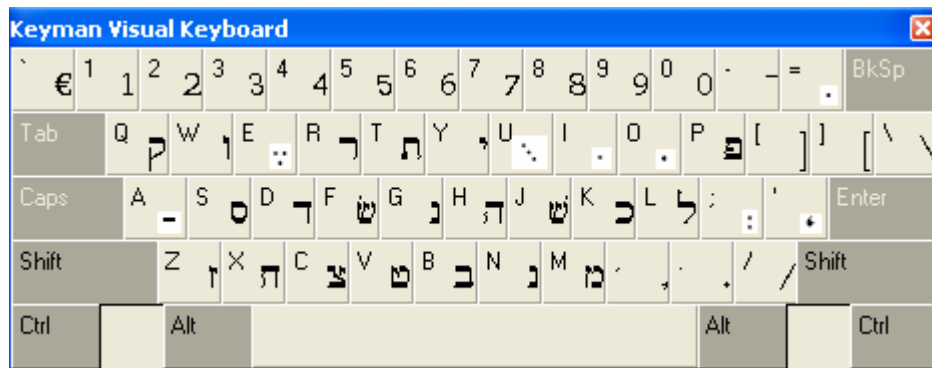 Keyman Visual Keyboard
` € 1 1 2 2 3 3 4 4 5 5 6 6 7 7 8 8 9 9 0 0 - _ = BkSp
Tab Q ק W ו E R ר T ת Y י U I O P פ [ ] ] [ \ \
Caps A S ס D ד F שׂ G ג H ה J שׁ K כ L ל ; ' Enter
Shift Z ז X ח C צ V ט B ב N נ M מ , , . . / / Shift
Ctrl Alt Alt Ctrl